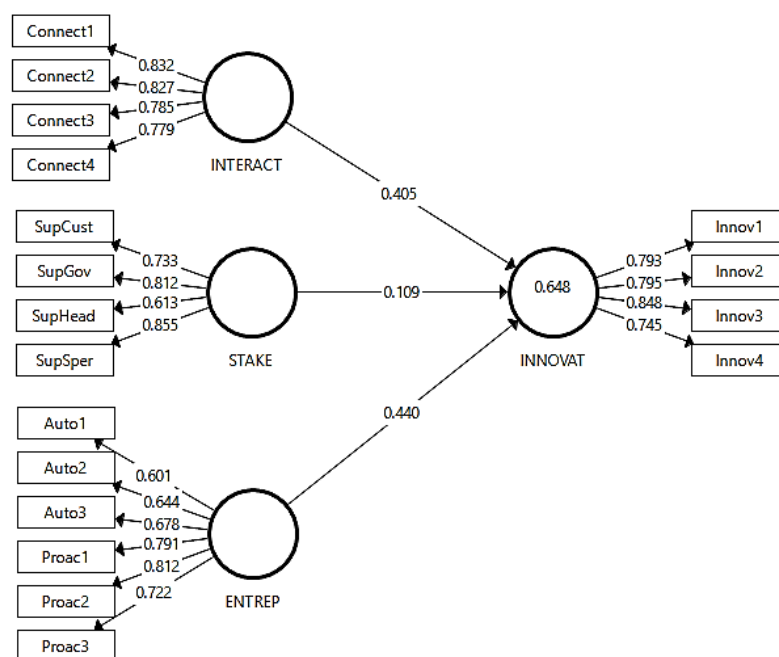 Connect1
Connect2
Connect3
Connect4
0.832
0.827
0.785
0.779
INTERACT
0.405
SupCust
SupGov
SupHead
SupSper
0.733
0.812
0.613
0.855
STAKE
0.109
0.648
INNOVAT
0.793
0.795
0.848
0.745
Innov1
Innov2
Innov3
Innov4
0.440
Auto1
Auto2
Auto3
Proac1
Proac2
Proac3
0.601
0.644
0.678
0.791
0.812
0.722
ENTREP